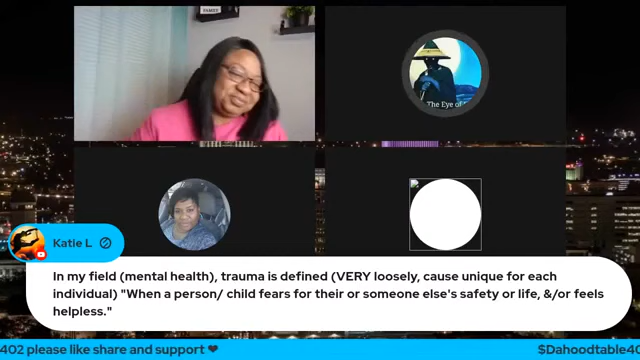 The Eye of
Katie L
In my field (mental health), trauma is defined (VERY loosely, cause unique for each
individual) "When a person/ child fears for their or someone else's safety or life, &/or feels
helpless."
402 please like share and support ❤
$Dahoodtable40